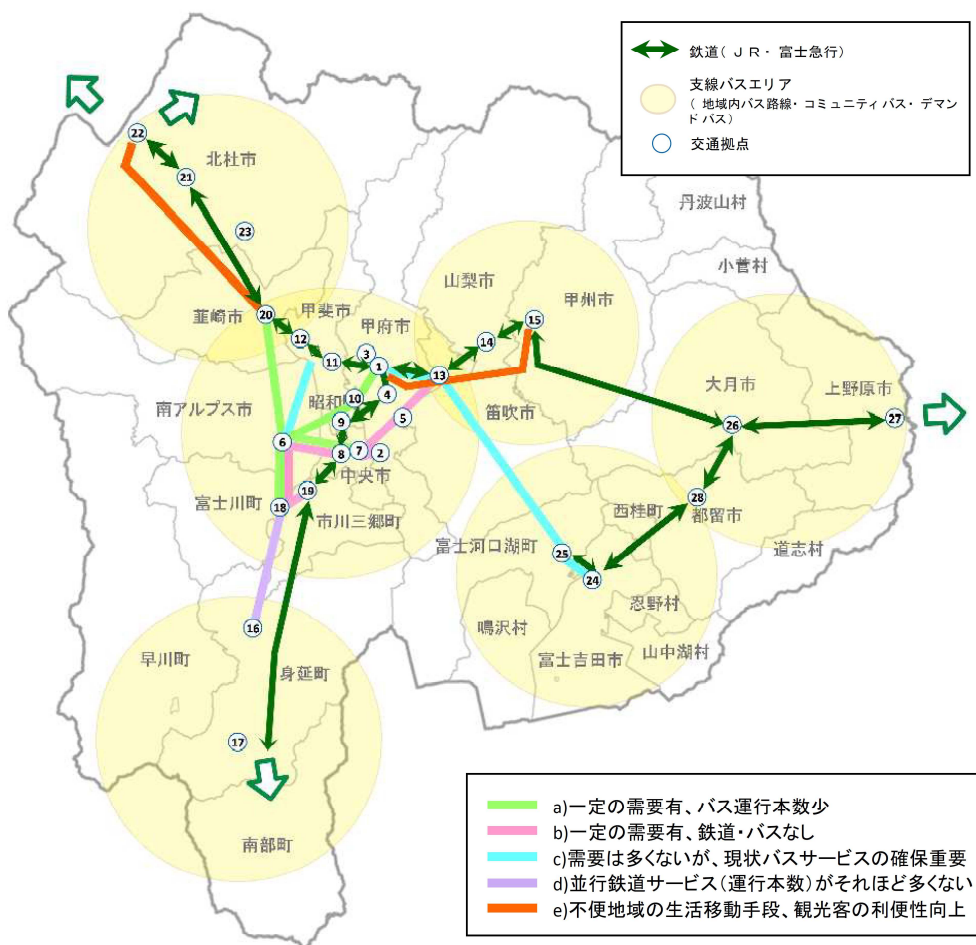 鉄道( JR・富士急行)
支線バスエリア
( 地域内バス路線・コミュニティバス・デマン
ドバス)
交通拠点
22
北杜市
21
丹波山村
23
小菅村
山梨市
甲州市
韮崎市
20
甲斐市
甲府市
15
12
14
3
11
1
13
大月市
上野原市
南アルプス市
昭和
10
4
笛吹市
5
9
26
27
6
8
7
2
中央市
19
28
富士川町
18
市川三郷町
西桂町
都留市
富士河口湖町
25
道志村
24
忍野村
16
鳴沢村
早川町
身延町
富士吉田市
山中湖村
17
南部町
a)一定の需要有、バス運行本数少
b)一定の需要有、鉄道・バスなし
c)需要は多くないが、現状バスサービスの確保重要
d)並行鉄道サービス(運行本数)がそれほど多くない
e)不便地域の生活移動手段、観光客の利便性向上